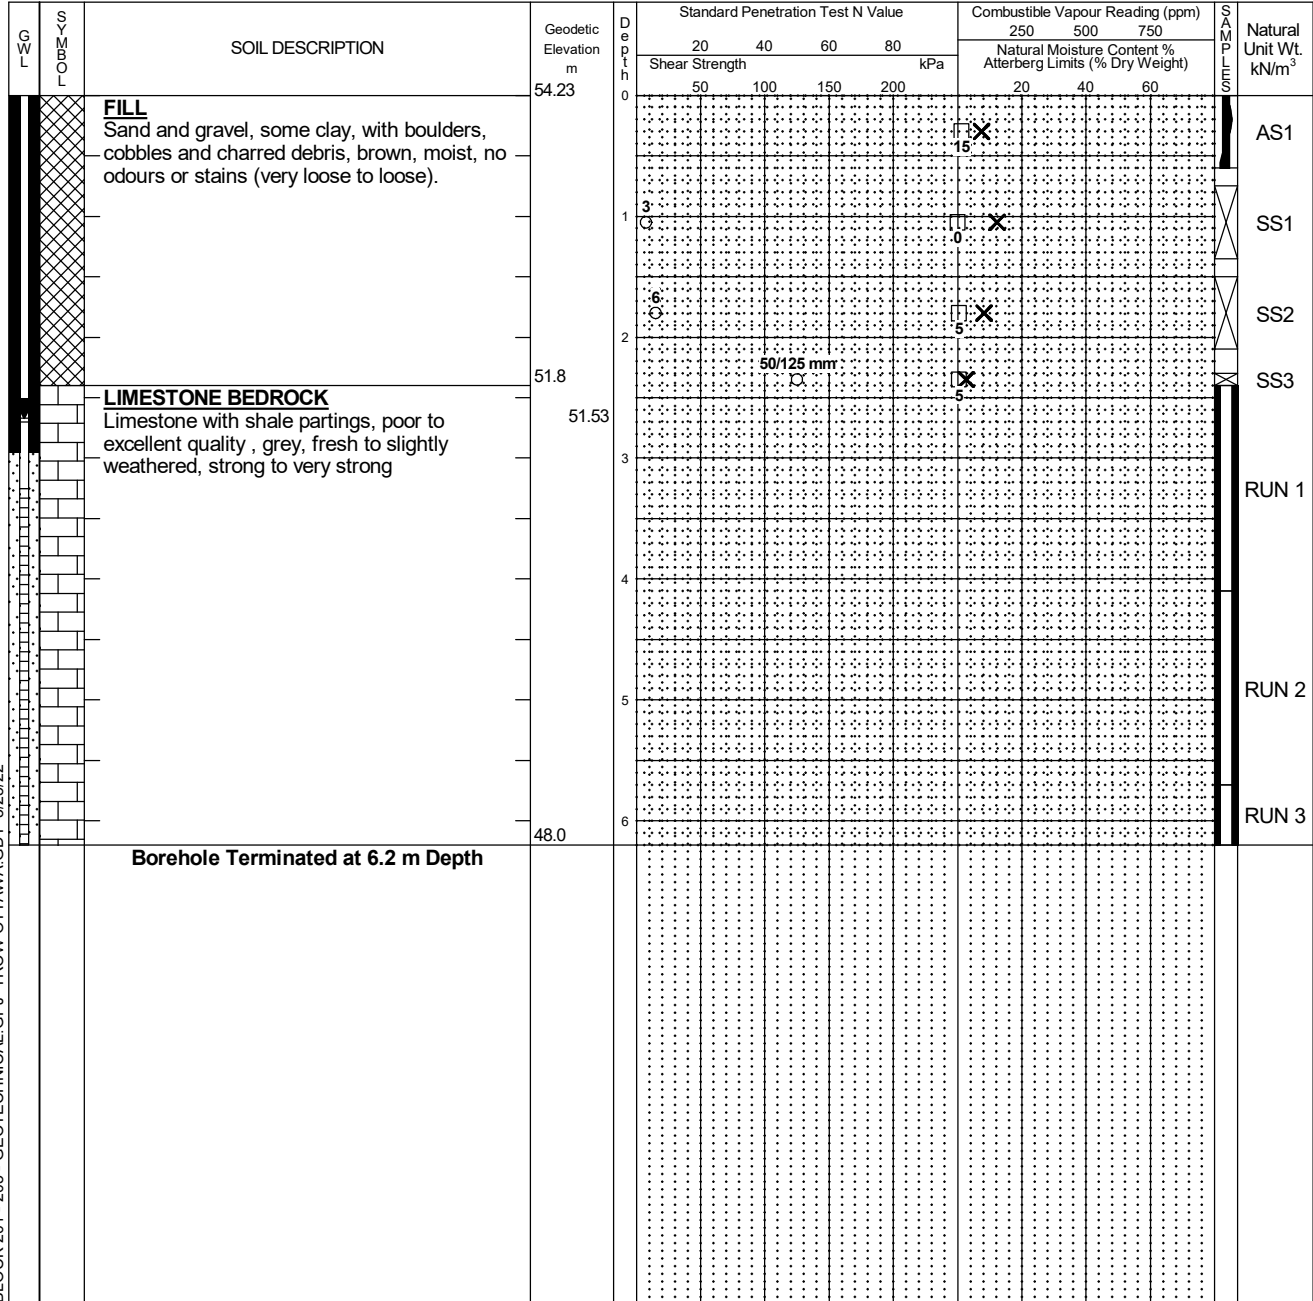 GWL
SYMBOL
SOIL DESCRIPTION
Geodetic
Elevation
m
Depth
Standard Penetration Test N Value
20 40 60 80
Shear Strength kPa
50 100 150 200
Combustible Vapour Reading (ppm)
250 500 750
Natural Moisture Content %
Atterberg Limits (% Dry Weight)
20 40 60
SAMPLES
Natural
Unit Wt.
kN/m3
54.23
0
FILL
Sand and gravel, some clay, with boulders,
cobbles and charred debris, brown, moist, no
odours or stains (very loose to loose).
15
AS1
3
1
0
SS1
6
5
SS2
2
50/125 mm
5
SS3
51.8
LIMESTONE BEDROCK
Limestone with shale partings, poor to
excellent quality , grey, fresh to slightly
weathered, strong to very strong
51.53
3
RUN 1
4
5
RUN 2
6
RUN 3
48.0
Borehole Terminated at 6.2 m Depth